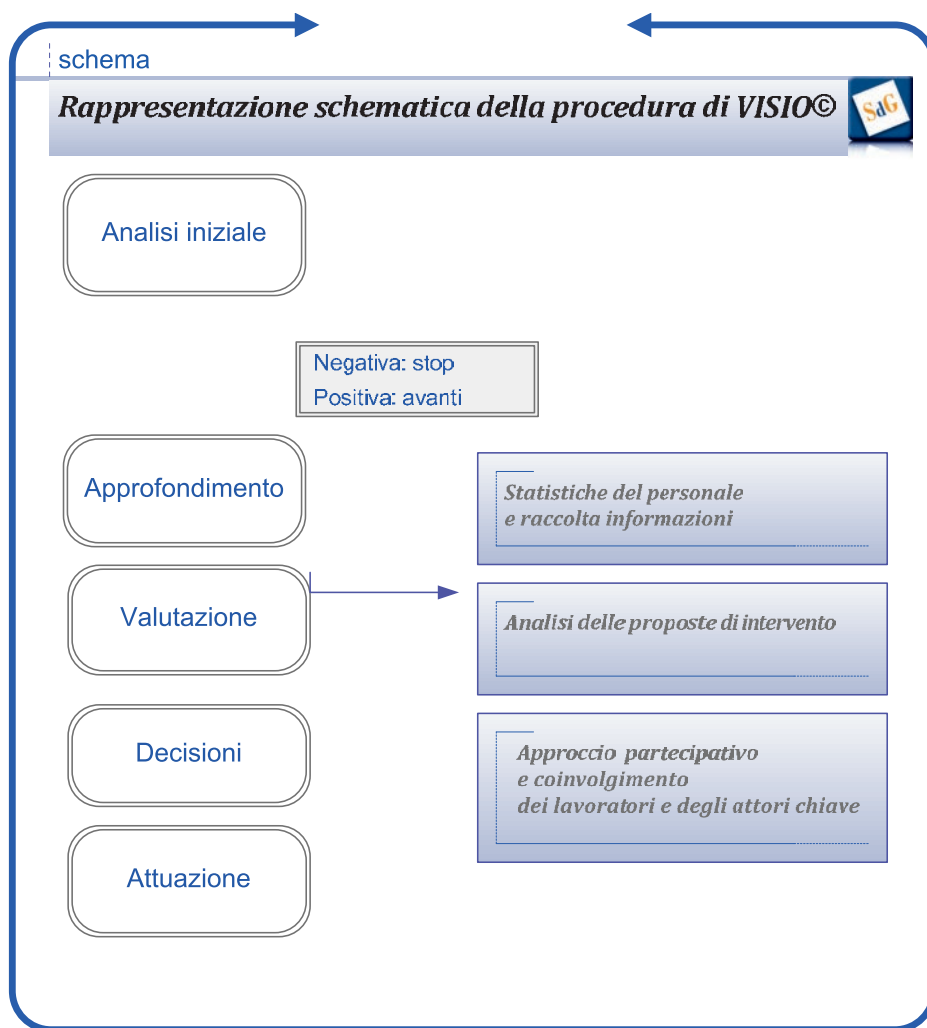 schema
Rappresentazione schematica della procedura di VISIO©
SdG
Analisi iniziale
Negativa: stop
Positiva: avanti
Approfondimento
Statistiche del personale
e raccolta informazioni
Valutazione
Analisi delle proposte di intervento
Decisioni
Approccio partecipativo
e coinvolgimento
dei lavoratori e degli attori chiave
Attuazione